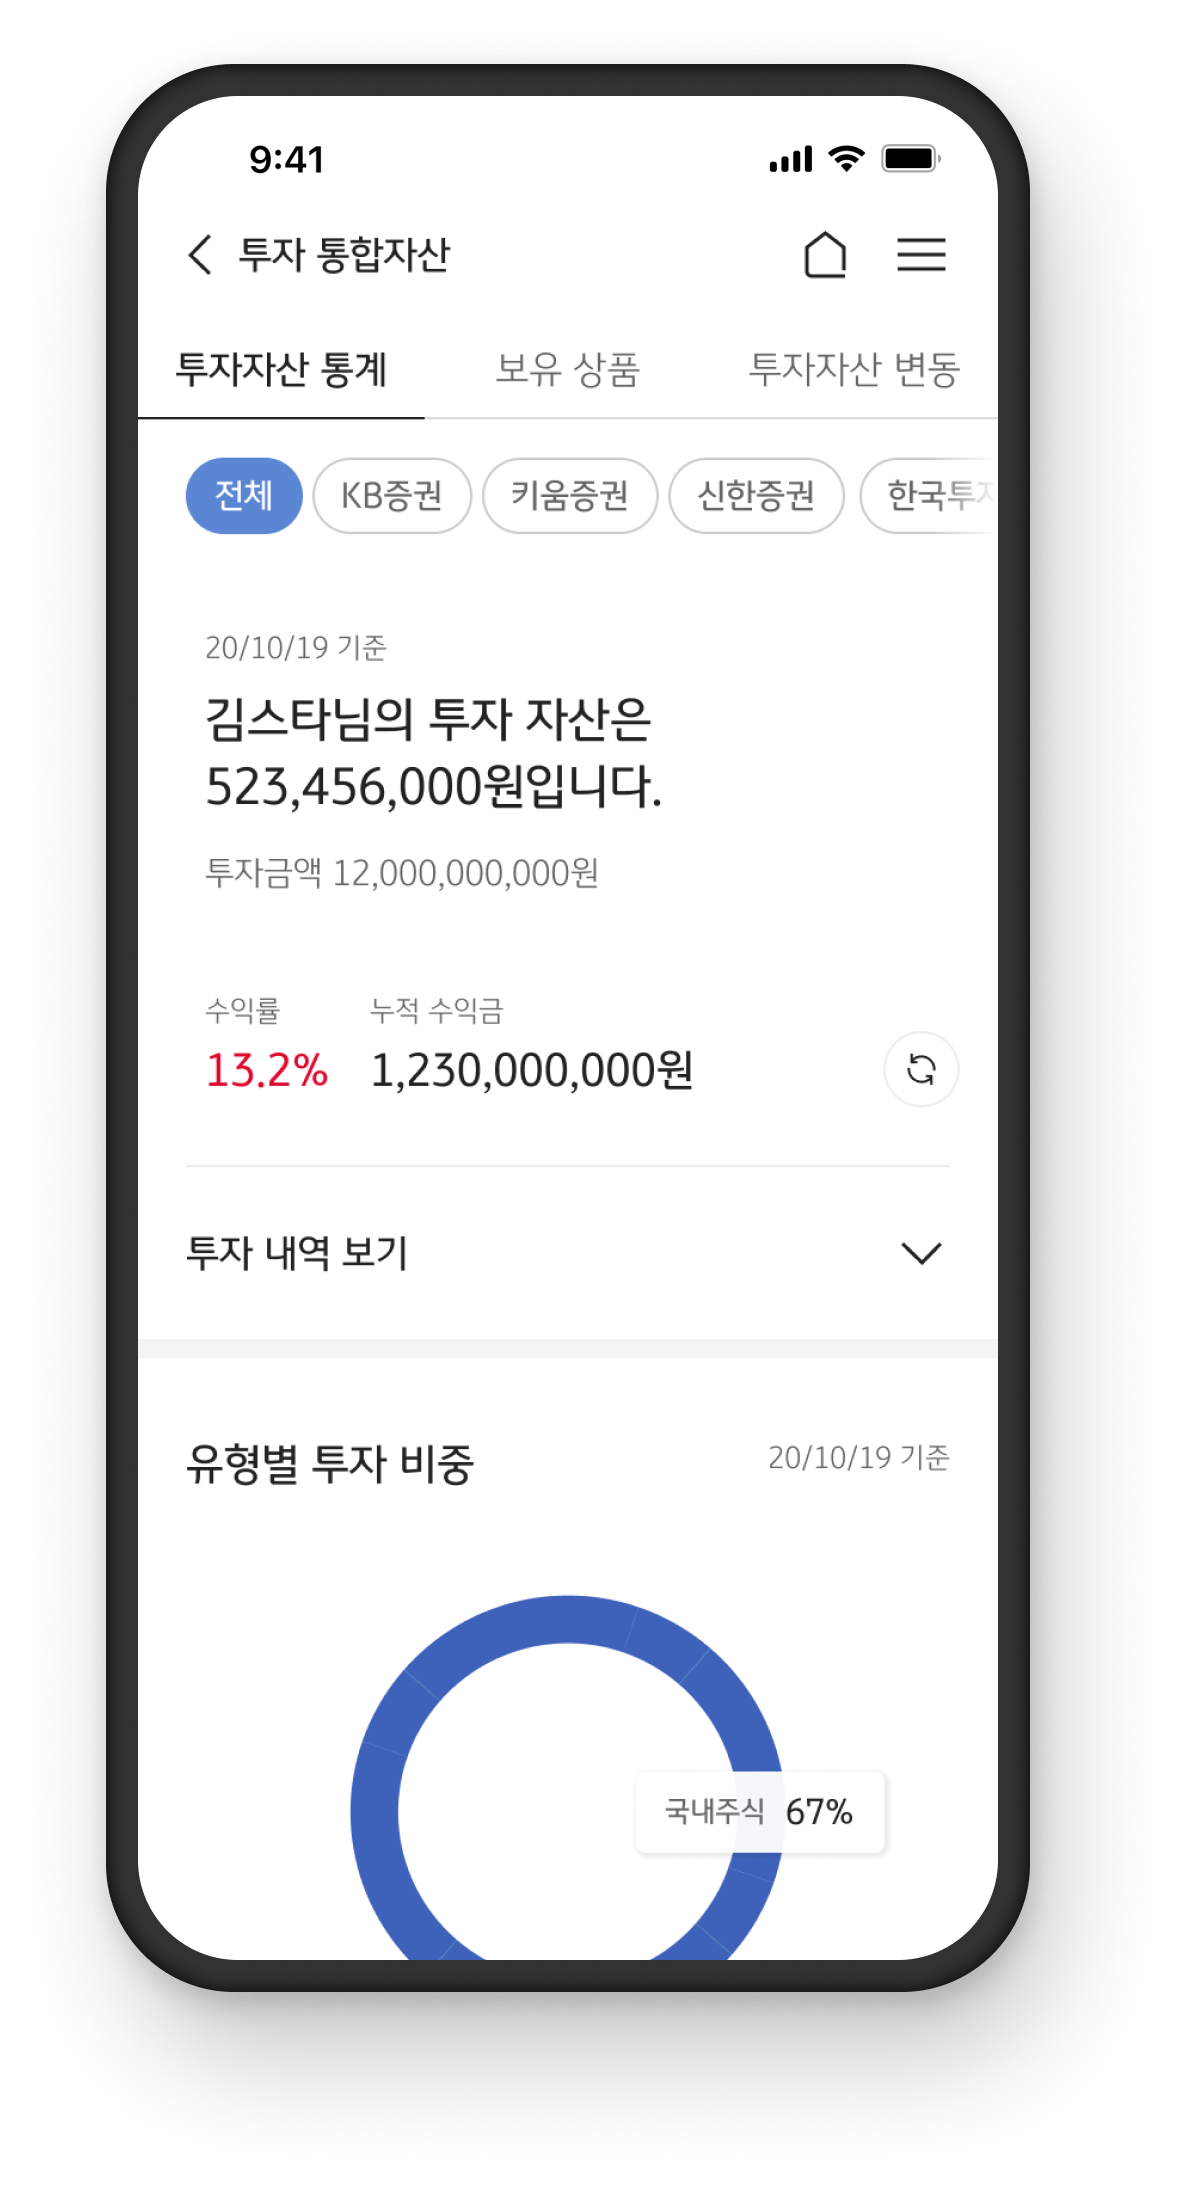 9:41
투자 통합자산
투자자산 통계 보유 상품 투자자산 변동
전체 KB증권 키움증권 신한증권 한국투자
20/10/19 기준
김스타님의 투자 자산은
523,456,000원입니다.
투자금액 12,000,000,000원
수익률 누적 수익금
13.2% 1,230,000,000원
투자 내역 보기
유형별 투자 비중 20/10/19 기준
국내주식 67%